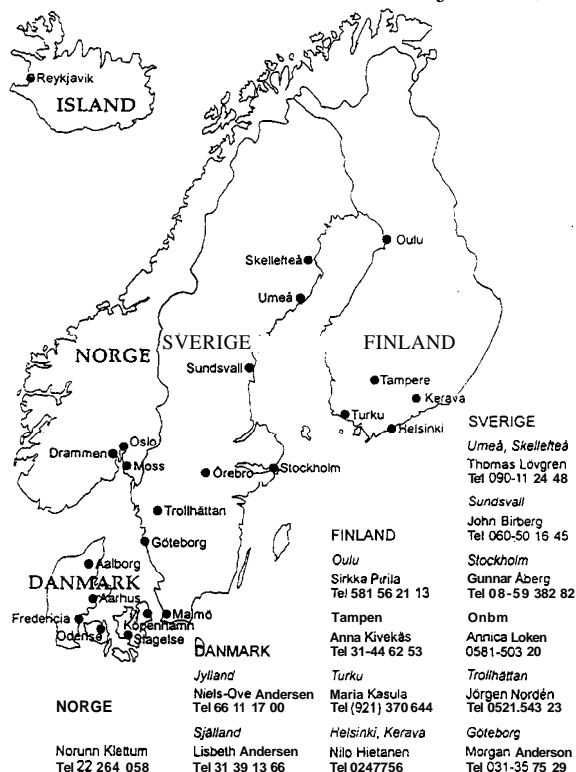 Reykjavik
ISLAND
Oulu
Skellefteå
Umeå
NORGE
SVERIGE
FINLAND
Sundsvall
Tampere
Kerava
Turku
Helsinki
Oslo
Drammen
Moss
Örebro
Stockholm
Trollhättan
Göteborg
Aalborg
DANMARK
Aarhus
Fredencia
Odense
Köpenhamn
Malmö
Slagelse
NORGE
Norunn Klettum
Tel 22 264 058
DANMARK
Jylland
Niels-Ove Andersen
Tel 66 11 17 00
Själland
Lisbeth Andersen
Tel 31 39 13 66
FINLAND
Oulu
Sirkka Pirila
Tel 581 56 21 13
Tampen
Anna Kivekäs
Tel 31-44 62 53
Turku
Maria Kasula
Tel (921) 370 644
Helsinki, Kerava
Nilo Hietanen
Tel 0247756
SVERIGE
Umeå, Skellefteå
Thomas Lövgren
Tel 090-11 24 48
Sundsvall
John Birberg
Tel 060-50 16 45
Stockholm
Gunnar Åberg
Tel 08-59 382 82
Onbm
Annica Loken
0581-503 20
Trollhättan
Jörgen Nordén
Tel 0521.543 23
Göteborg
Morgan Anderson
Tel 031-35 75 29